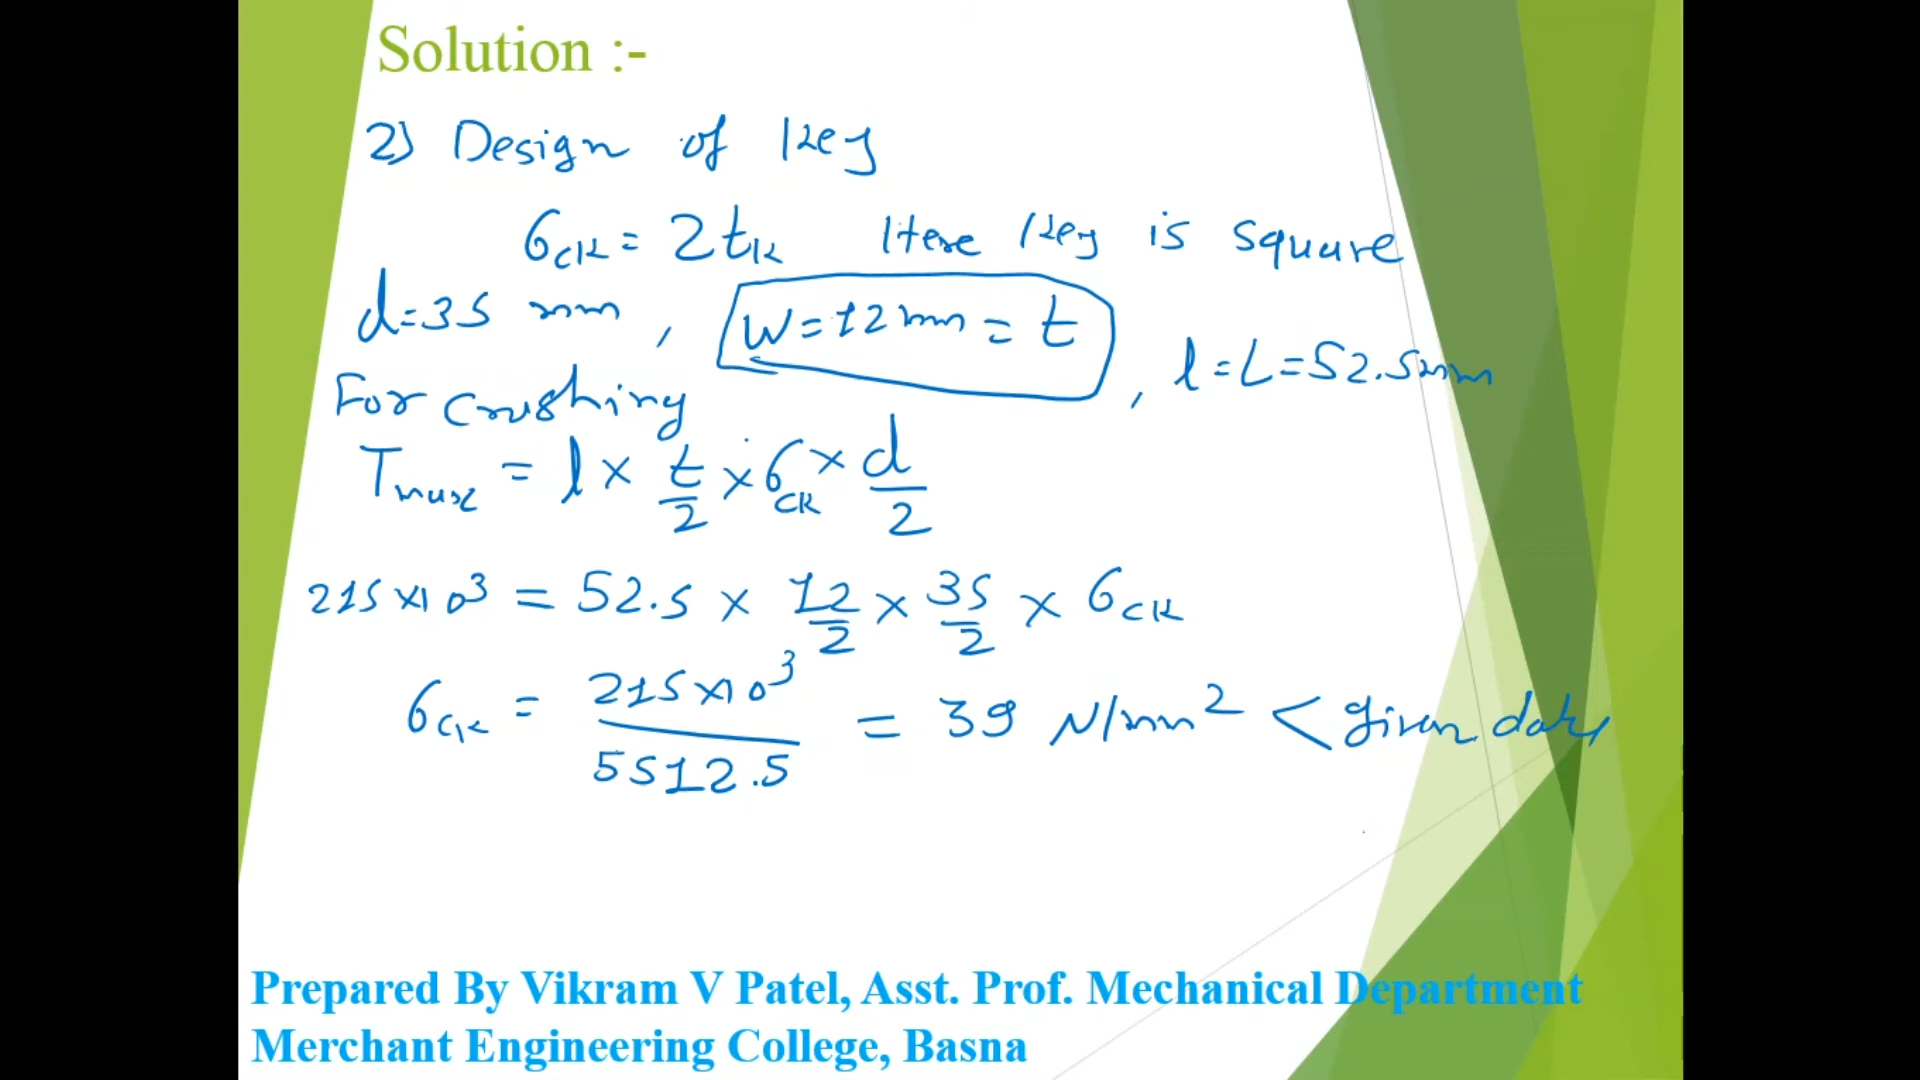 Solution :-
2) Design of key
σck = 2τk Here key is square
d = 35 mm, w = 12mm = t, l = L = 52.5mm
For crushing
Tmax = l × t/2 × σck × d/2
215×10³ = 52.5 × 12/2 × 35/2 × σck
σck = 215×10³/5512.5 = 39 N/mm² < given data
Prepared By Vikram V Patel, Asst. Prof. Mechanical Department
Merchant Engineering College, Basna